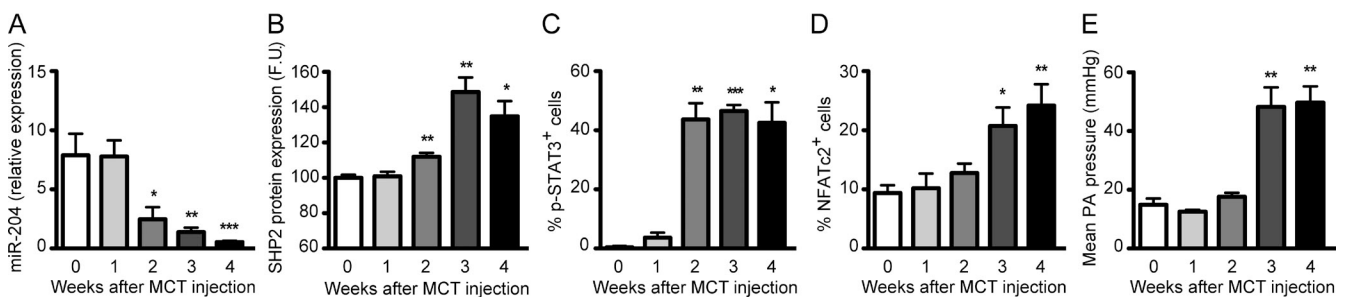 A
miR-204 (relative expression)
15
10
5
0
*
**
***
0 1 2 3 4
Weeks after MCT injection
B
SHP2 protein expression (F.U)
160
140
120
100
80
60
**
**
*
0 1 2 3 4
Weeks after MCT injection
C
% p-STAT3+ cells
60
40
20
0
**
***
*
0 1 2 3 4
Weeks after MCT injection
D
% NFATc2+ cells
30
20
10
0
*
**
0 1 2 3 4
Weeks after MCT injection
E
Mean PA pressure (mmHg)
60
40
20
0
**
**
0 1 2 3 4
Weeks after MCT injection